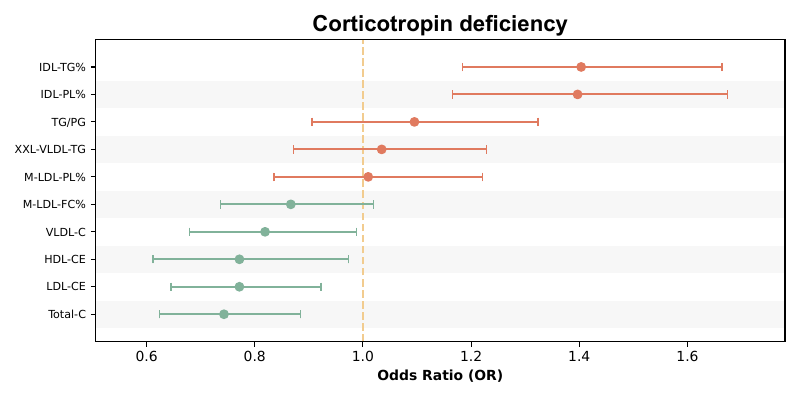 Corticotropin deficiency
IDL-TG%
IDL-PL%
TG/PG
XXL-VLDL-TG
M-LDL-PL%
M-LDL-FC%
VLDL-C
HDL-CE
LDL-CE
Total-C
0.6 0.8 1.0 1.2 1.4 1.6
Odds Ratio (OR)